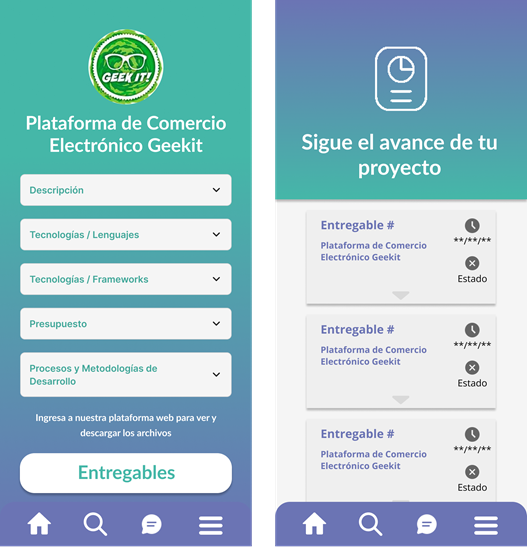 GEEK IT!
Plataforma de Comercio
Electrónico Geekit
Descripción
Tecnologías / Lenguajes
Tecnologías / Frameworks
Presupuesto
Procesos y Metodologías de
Desarrollo
Ingresa a nuestra plataforma web para ver y
descargar los archivos
Entregables
Sigue el avance de tu
proyecto
Entregable #
Plataforma de Comercio
Electrónico Geekit
**/**/**
Estado
Entregable #
Plataforma de Comercio
Electrónico Geekit
**/**/**
Estado
Entregable #
Plataforma de Comercio
Electrónico Geekit
**/**/**
Estado